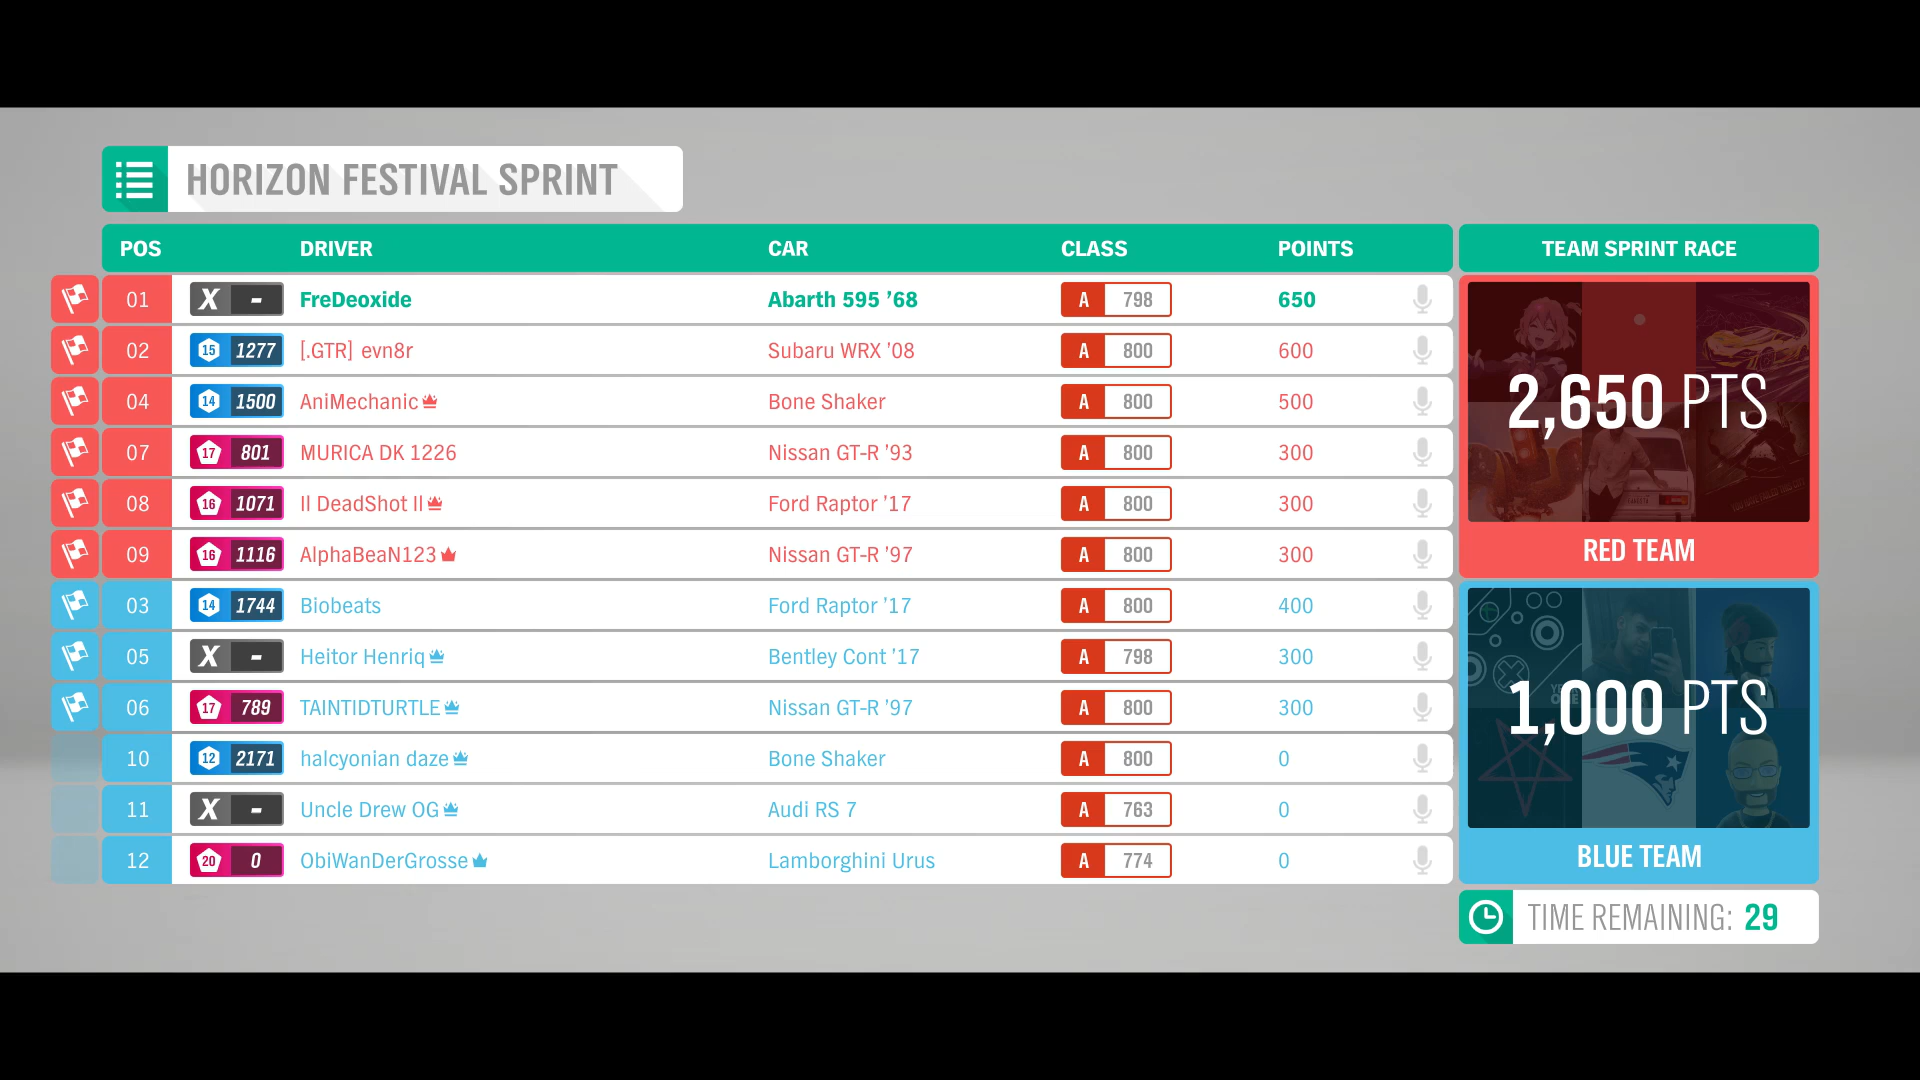 HORIZON FESTIVAL SPRINT
POS DRIVER CAR CLASS POINTS TEAM SPRINT RACE
01 X - FreDeoxide Abarth 595 ’68 A 798 650
02 15 1277 [.GTR] evn8r Subaru WRX ’08 A 800 600
04 14 1500 AniMechanic Bone Shaker A 800 500
07 17 801 MURICA DK 1226 Nissan GT-R ’93 A 800 300
08 16 1071 II DeadShot II Ford Raptor ’17 A 800 300
09 16 1116 AlphaBeaN123 Nissan GT-R ’97 A 800 300
2,650 PTS
RED TEAM
03 14 1744 Biobeats Ford Raptor ’17 A 800 400
05 X - Heitor Henriq Bentley Cont ’17 A 798 300
06 17 789 TAINTIDTURTLE Nissan GT-R ’97 A 800 300
10 12 2171 halcyonian daze Bone Shaker A 800 0
11 X - Uncle Drew OG Audi RS 7 A 763 0
12 20 0 ObiWanDerGrosse Lamborghini Urus A 774 0
1,000 PTS
BLUE TEAM
TIME REMAINING: 29